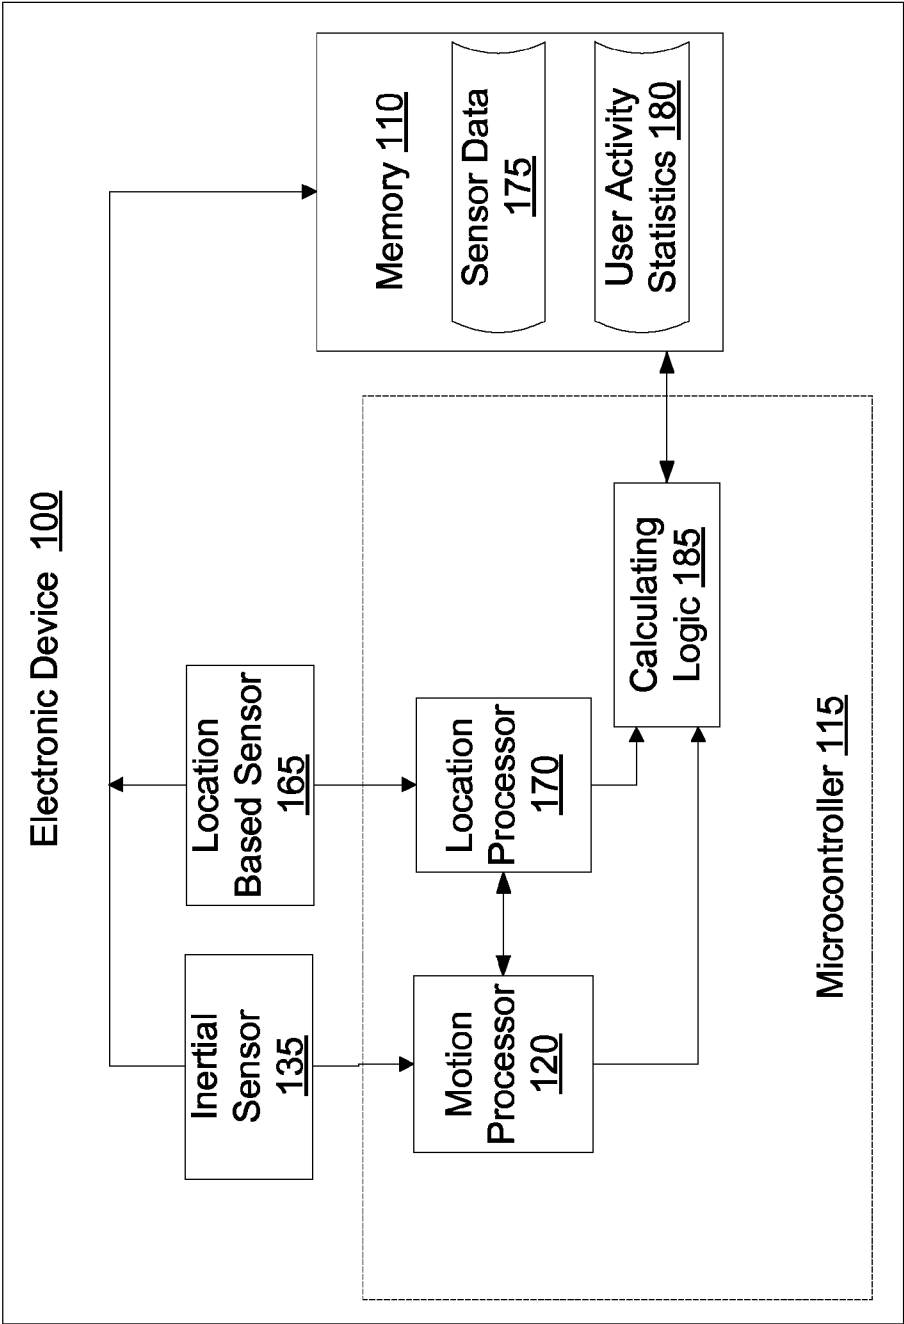 Electronic Device 100
Inertial
Sensor
135
Location
Based Sensor
165
Memory 110
Sensor Data
175
User Activity
Statistics 180
Motion
Processor
120
Location
Processor
170
Calculating
Logic 185
Microcontroller 115